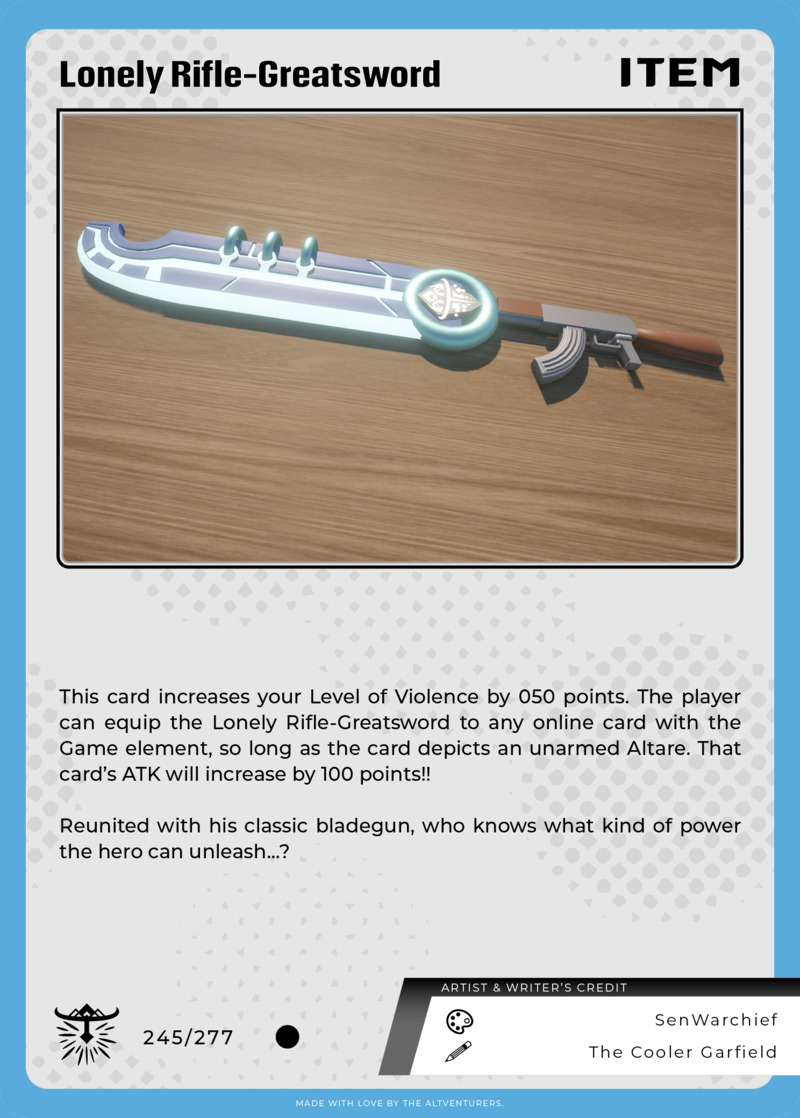 Lonely Rifle-Greatsword
ITEM
This card increases your Level of Violence by 050 points. The player
can equip the Lonely Rifle-Greatsword to any online card with the
Game element, so long as the card depicts an unarmed Altare. That
card's ATK will increase by 100 points!!
Reunited with his classic bladegun, who knows what kind of power
the hero can unleash...?
245/277
ARTIST & WRITER'S CREDIT
SenWarchief
The Cooler Garfield
MADE WITH LOVE BY THE ALTVENTURERS.